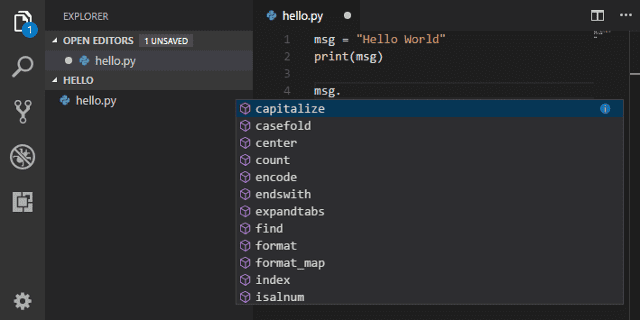 1
EXPLORER
OPEN EDITORS 1 UNSAVED
hello.py
HELLO
hello.py
hello.py
1 msg = "Hello World"
2 print(msg)
3
4 msg.
capitalize
casefold
center
count
encode
endswith
expandtabs
find
format
format_map
index
isalnum